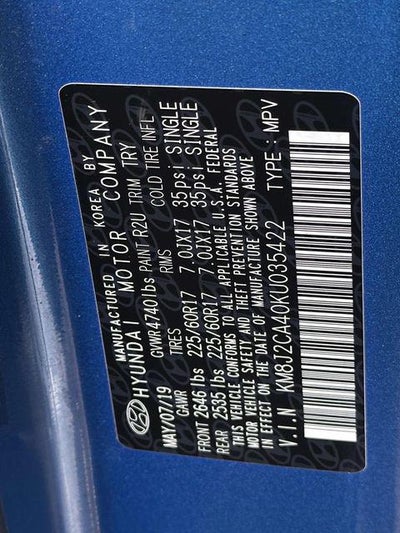 MANUFACTURED IN KOREA BY
HYUNDAI MOTOR COMPANY
MAY/07/19 GVWR 4740lbs PAINT R2U TRIM TRY
GAWR TIRES RIMS COLD TIRE INFL
FRONT 2646 lbs 225/60R17 7.0JX17 35psi SINGLE
REAR 2535 lbs 225/60R17 7.0JX17 35psi SINGLE
THIS VEHICLE CONFORMS TO ALL APPLICABLE U.S.A. FEDERAL
MOTOR VEHICLE SAFETY AND THEFT PREVENTION STANDARDS
IN EFFECT ON THE DATE OF MANUFACTURE SHOWN ABOVE
V.I.N KM8J2CA40KU035422 TYPE : MPV